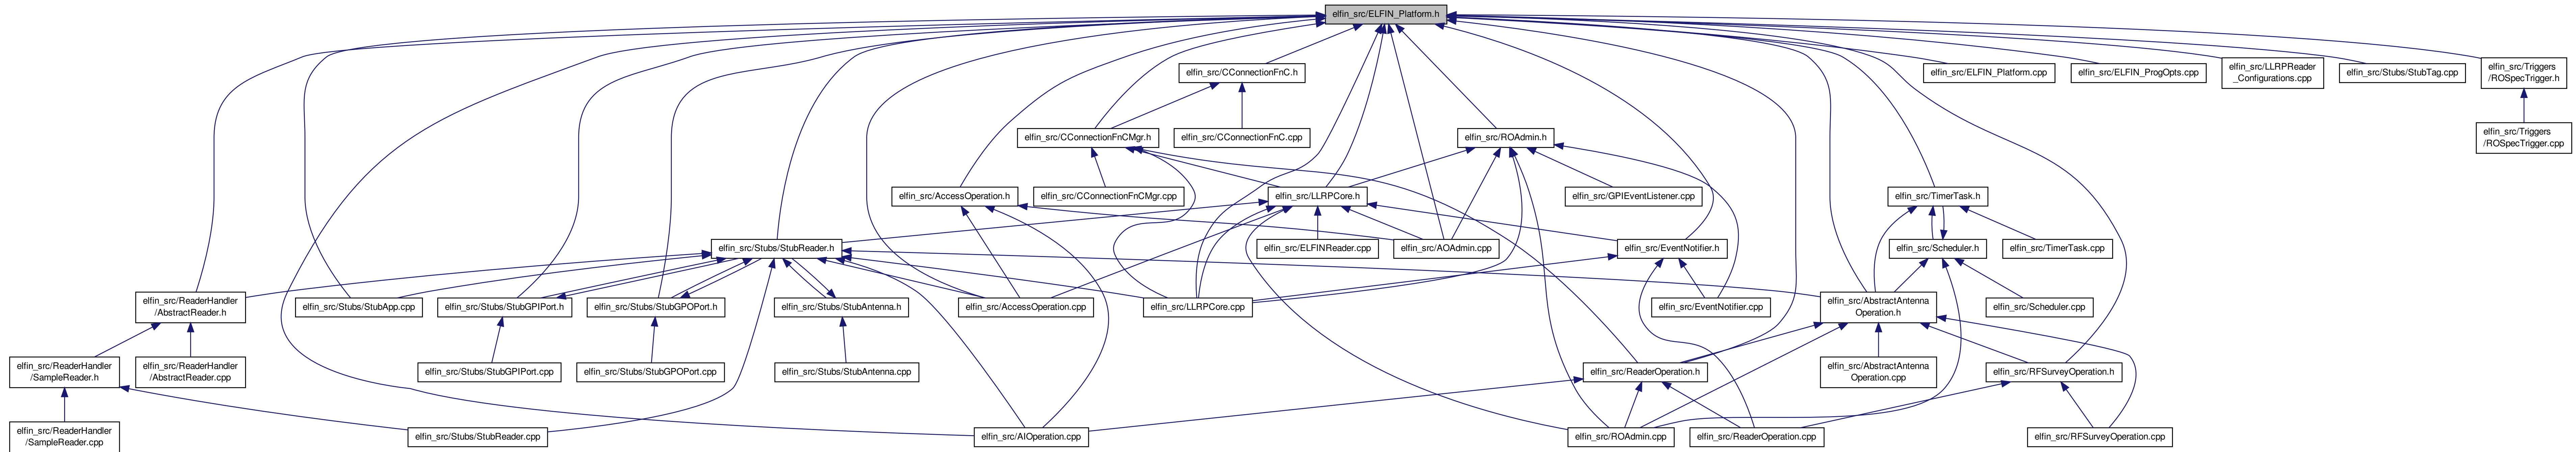 elfin_src/ELFIN_Platform.h
elfin_src/CConnectionFnC.h
elfin_src/ELFIN_Platform.cpp
elfin_src/ELFIN_ProgOpts.cpp
elfin_src/LLRPReader
_Configurations.cpp
elfin_src/Stubs/StubTag.cpp
elfin_src/Triggers
/ROSpecTrigger.h
elfin_src/CConnectionFnCMgr.h
elfin_src/CConnectionFnC.cpp
elfin_src/ROAdmin.h
elfin_src/Triggers
/ROSpecTrigger.cpp
elfin_src/AccessOperation.h
elfin_src/CConnectionFnCMgr.cpp
elfin_src/LLRPCore.h
elfin_src/GPIEventListener.cpp
elfin_src/TimerTask.h
elfin_src/Stubs/StubReader.h
elfin_src/ELFINReader.cpp
elfin_src/AOAdmin.cpp
elfin_src/EventNotifier.h
elfin_src/Scheduler.h
elfin_src/TimerTask.cpp
elfin_src/ReaderHandler
/AbstractReader.h
elfin_src/Stubs/StubApp.cpp
elfin_src/Stubs/StubGPIPort.h
elfin_src/Stubs/StubGPOPort.h
elfin_src/Stubs/StubAntenna.h
elfin_src/AccessOperation.cpp
elfin_src/LLRPCore.cpp
elfin_src/EventNotifier.cpp
elfin_src/AbstractAntenna
Operation.h
elfin_src/Scheduler.cpp
elfin_src/ReaderHandler
/SampleReader.h
elfin_src/ReaderHandler
/AbstractReader.cpp
elfin_src/Stubs/StubGPIPort.cpp
elfin_src/Stubs/StubGPOPort.cpp
elfin_src/Stubs/StubAntenna.cpp
elfin_src/ReaderOperation.h
elfin_src/AbstractAntenna
Operation.cpp
elfin_src/RFSurveyOperation.h
elfin_src/ReaderHandler
/SampleReader.cpp
elfin_src/Stubs/StubReader.cpp
elfin_src/AIOperation.cpp
elfin_src/ROAdmin.cpp
elfin_src/ReaderOperation.cpp
elfin_src/RFSurveyOperation.cpp